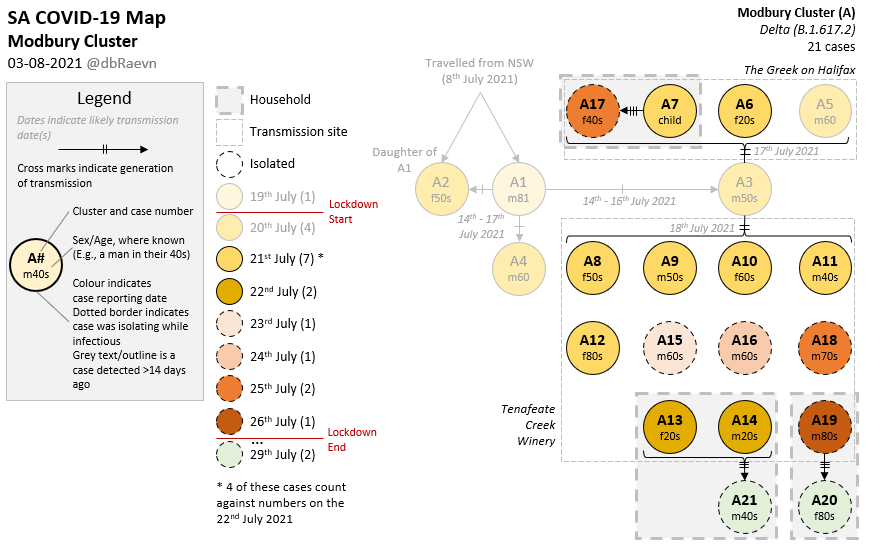 SA COVID-19 Map
Modbury Cluster
03-08-2021 @dbRaevn
Legend
Dates indicate likely transmission
date(s)
Cross marks indicate generation
of transmission
Cluster and case number
Sex/Age, where known
(E.g., a man in their 40s)
A#
m40s
Colour indicates
case reporting date
Dotted border indicates
case was isolating while
infectious
Grey text/outline is a
case detected >14 days
ago
Household
Transmission site
Isolated
19th July (1)
Lockdown
Start
20th July (4)
21st July (7) *
22nd July (2)
23rd July (1)
24th July (1)
25th July (2)
26th July (1)
...
Lockdown
End
29th July (2)
* 4 of these cases count
against numbers on the
22nd July 2021
Modbury Cluster (A)
Delta (B.1.617.2)
21 cases
The Greek on Halifax
Travelled from NSW
(8th July 2021)
A17
f40s
A7
child
A6
f20s
A5
m60
17th July 2021
Daughter of
A1
A2
f50s
A1
m81
A3
m50s
14th - 17th
July 2021
14th - 16th July 2021
A4
m60
18th July 2021
A8
f50s
A9
m50s
A10
f60s
A11
m40s
A12
f80s
A15
m60s
A16
m60s
A18
m70s
Tenafeate
Creek
Winery
A13
f20s
A14
m20s
A19
m80s
A21
m40s
A20
f80s